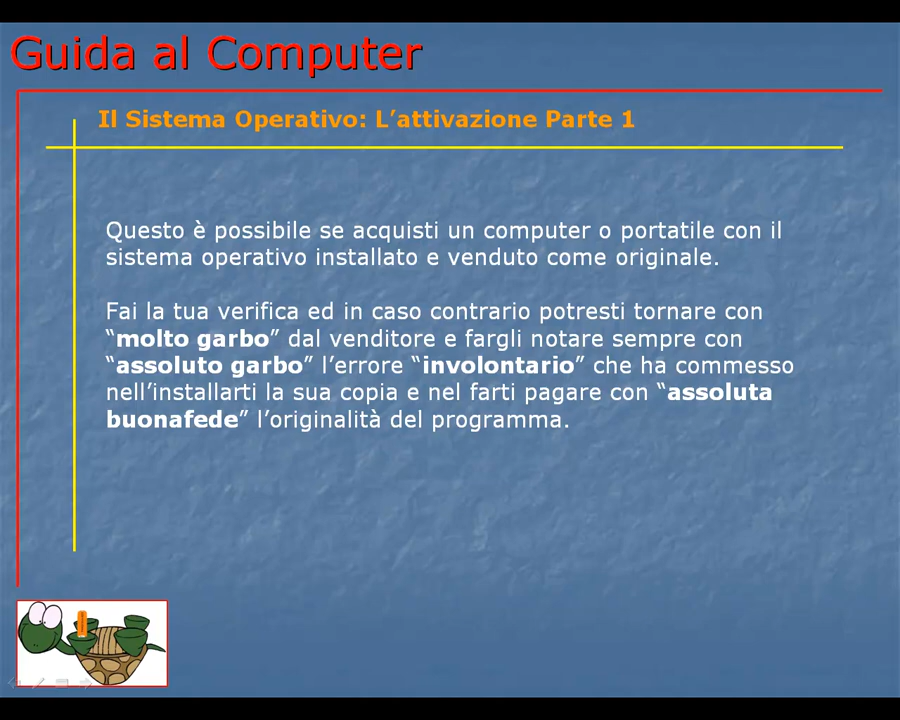 Guida al Computer
Il Sistema Operativo: L’attivazione Parte 1
Questo è possibile se acquisti un computer o portatile con il
sistema operativo installato e venduto come originale.
Fai la tua verifica ed in caso contrario potresti tornare con
“molto garbo” dal venditore e fargli notare sempre con
“assoluto garbo” l’errore “involontario” che ha commesso
nell’installarti la sua copia e nel farti pagare con “assoluta
buonafede” l’originalità del programma.